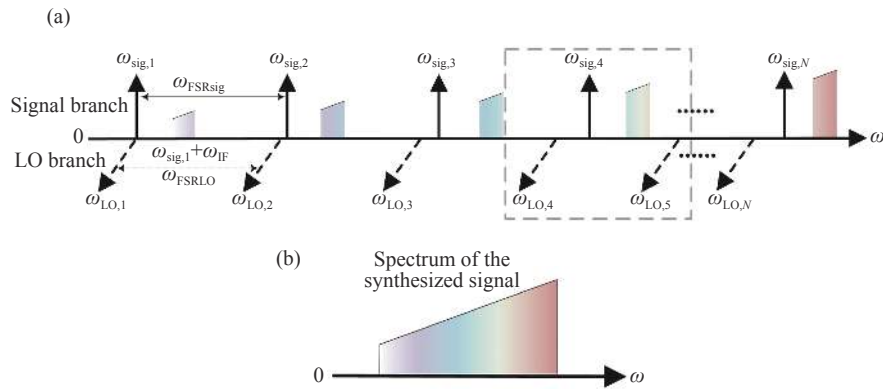 (a)
ω_sig,1 ω_sig,2 ω_sig,3 ω_sig,4 ω_sig,N
ω_FSRsig
Signal branch
0 ω
LO branch
ω_sig,1+ω_IF
ω_FSRLO
ω_LO,1 ω_LO,2 ω_LO,3 ω_LO,4 ω_LO,5 ω_LO,N
(b)
Spectrum of the
synthesized signal
0 ω